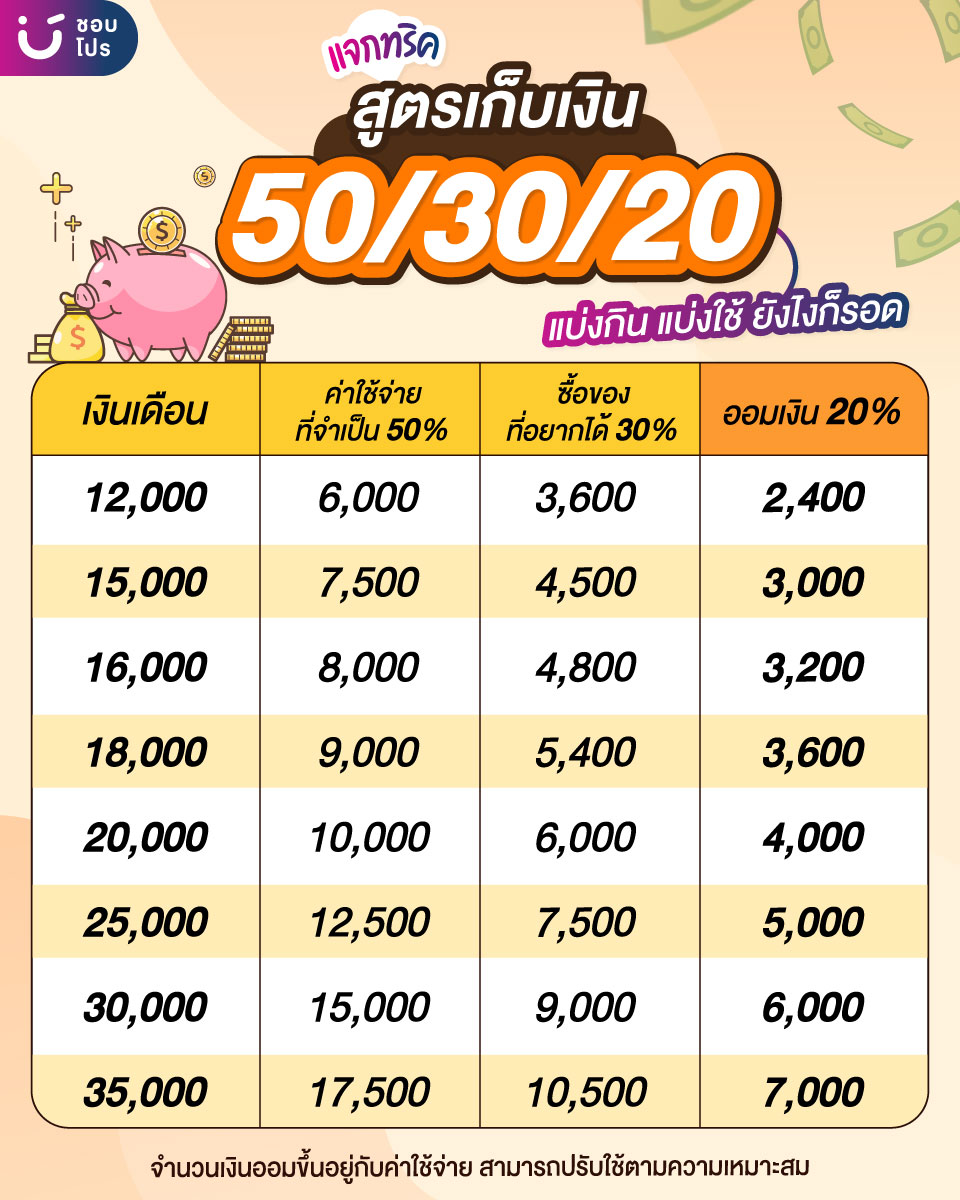 ชอบ
โปร
แจกทริค
สูตรเก็บเงิน
50/30/20
แบ่งกิน แบ่งใช้ ยังไงก็รอด
เงินเดือน
ค่าใช้จ่าย
ที่จำเป็น 50%
ซื้อของ
ที่อยากได้ 30%
ออมเงิน 20%
12,000 6,000 3,600 2,400
15,000 7,500 4,500 3,000
16,000 8,000 4,800 3,200
18,000 9,000 5,400 3,600
20,000 10,000 6,000 4,000
25,000 12,500 7,500 5,000
30,000 15,000 9,000 6,000
35,000 17,500 10,500 7,000
จำนวนเงินออมขึ้นอยู่กับค่าใช้จ่าย สามารถปรับใช้ตามความเหมาะสม